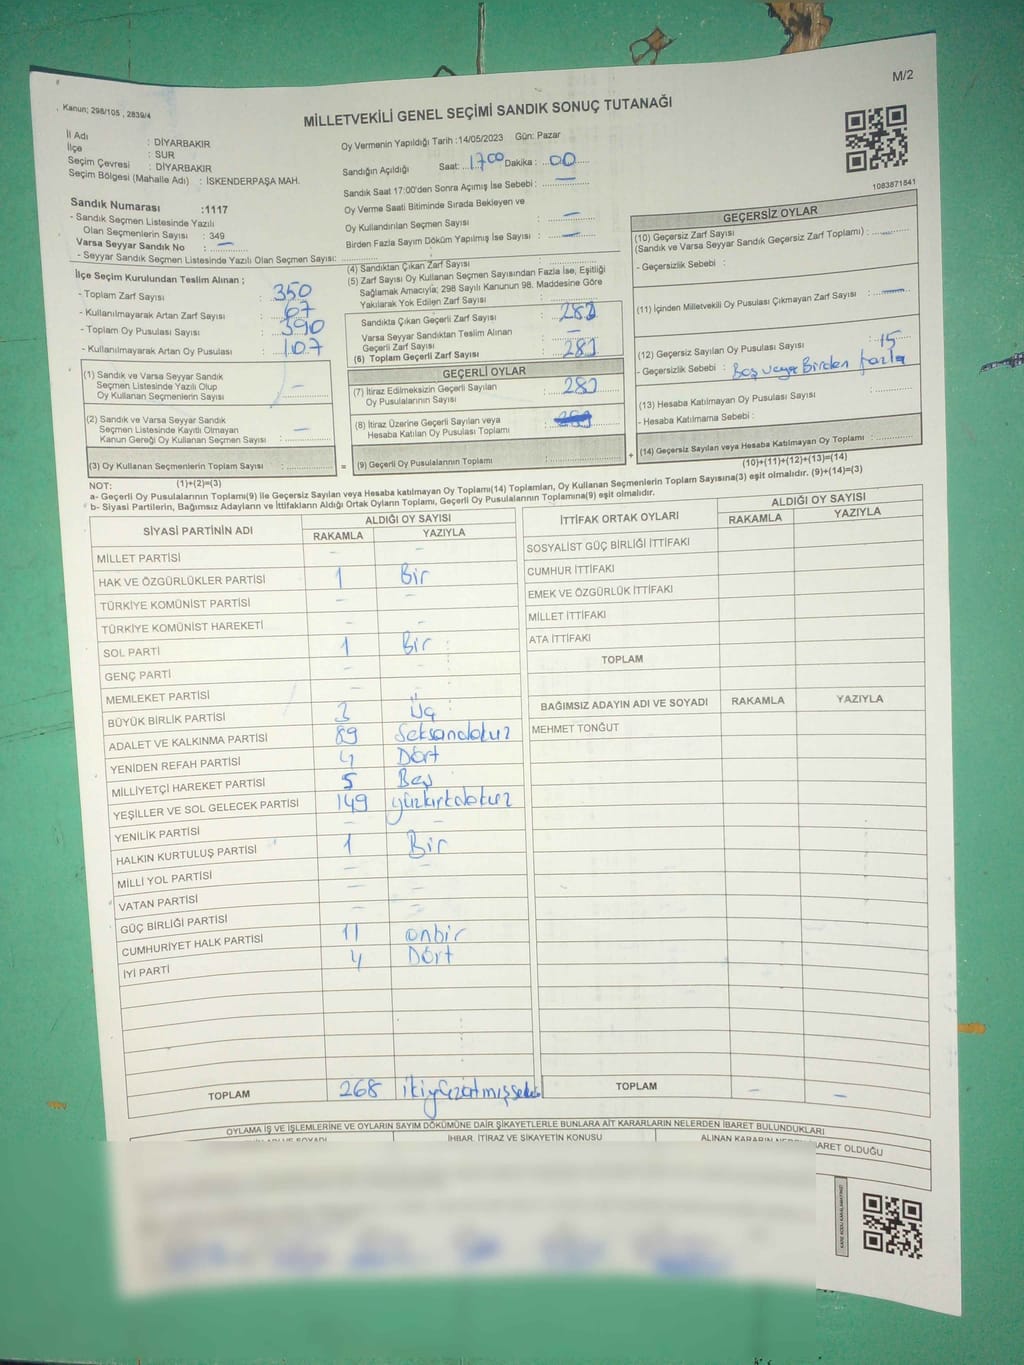 M/2
Kanun; 298/105 , 2839/4
MİLLETVEKİLİ GENEL SEÇİMİ SANDIK SONUÇ TUTANAĞI
İl Adı : DİYARBAKIR
İlçe : SUR
Seçim Çevresi : DİYARBAKIR
Seçim Bölgesi (Mahalle Adı) : İSKENDERPAŞA MAH.
Sandık Numarası :1117
- Sandık Seçmen Listesinde Yazılı
Olan Seçmenlerin Sayısı : 349
Varsa Seyyar Sandık No : –
- Seyyar Sandık Seçmen Listesinde Yazılı Olan Seçmen Sayısı:
Oy Vermenin Yapıldığı Tarih :14/05/2023 Gün: Pazar
Sandığın Açıldığı Saat: 1700 Dakika : 00
Sandık Saat 17:00'den Sonra Açımış İse Sebebi : –
Oy Verme Saati Bitiminde Sırada Bekleyen ve
Oy Kullandırılan Seçmen Sayısı : –
Birden Fazla Sayım Döküm Yapılmış İse Sayısı : –
1083871841
İlçe Seçim Kurulundan Teslim Alınan ;
- Toplam Zarf Sayısı : 350
- Kullanılmayarak Artan Zarf Sayısı : 67
- Toplam Oy Pusulası Sayısı : 390
- Kullanılmayarak Artan Oy Pusulası : 107
(1) Sandık ve Varsa Seyyar Sandık
Seçmen Listesinde Yazılı Olup
Oy Kullanan Seçmenlerin Sayısı : –
(2) Sandık ve Varsa Seyyar Sandık
Seçmen Listesinde Kayıtlı Olmayan
Kanun Gereği Oy Kullanan Seçmen Sayısı : –
(3) Oy Kullanan Seçmenlerin Toplam Sayısı :
(4) Sandıktan Çıkan Zarf Sayısı :
(5) Zarf Sayısı Oy Kullanan Seçmen Sayısından Fazla İse, Eşitliği
Sağlamak Amacıyla; 298 Sayılı Kanunun 98. Maddesine Göre
Yakılarak Yok Edilen Zarf Sayısı :
Sandıkta Çıkan Geçerli Zarf Sayısı :
Varsa Seyyar Sandıktan Teslim Alınan
Geçerli Zarf Sayısı : –
(6) Toplam Geçerli Zarf Sayısı :
GEÇERLİ OYLAR
(7) İtiraz Edilmeksizin Geçerli Sayılan
Oy Pusulalarının Sayısı :
(8) İtiraz Üzerine Geçerli Sayılan veya
Hesaba Katılan Oy Pusulası Toplamı :
= (9) Geçerli Oy Pusulalarının Toplamı : +
GEÇERSİZ OYLAR
(10) Geçersiz Zarf Sayısı
(Sandık ve Varsa Seyyar Sandık Geçersiz Zarf Toplamı) :
- Geçersizlik Sebebi :
(11) İçinden Milletvekili Oy Pusulası Çıkmayan Zarf Sayısı : –
(12) Geçersiz Sayılan Oy Pusulası Sayısı : 15
- Geçersizlik Sebebi : Boş veya Birden fazla
(13) Hesaba Katılmayan Oy Pusulası Sayısı :
- Hesaba Katılmama Sebebi :
(14) Geçersiz Sayılan veya Hesaba Katılmayan Oy Toplamı :
NOT: (1)+(2)=(3) (10)+(11)+(12)+(13)=(14)
a- Geçerli Oy Pusulalarının Toplamı(9) ile Geçersiz Sayılan veya Hesaba katılmayan Oy Toplamı(14) Toplamları, Oy Kullanan Seçmenlerin Toplam Sayısına(3) eşit olmalıdır. (9)+(14)=(3)
b- Siyasi Partilerin, Bağımsız Adayların ve İttifakların Aldığı Ortak Oyların Toplamı, Geçerli Oy Pusulalarının Toplamına(9) eşit olmalıdır.
SİYASİ PARTİNİN ADI ALDIĞI OY SAYISI
RAKAMLA YAZIYLA
MİLLET PARTİSİ – –
HAK VE ÖZGÜRLÜKLER PARTİSİ 1 Bir
TÜRKİYE KOMÜNİST PARTİSİ – –
TÜRKİYE KOMÜNİST HAREKETİ – –
SOL PARTİ 1 Bir
GENÇ PARTİ – –
MEMLEKET PARTİSİ – –
BÜYÜK BİRLİK PARTİSİ 3 Üç
ADALET VE KALKINMA PARTİSİ 89 Seksandokuz
YENİDEN REFAH PARTİSİ 4 Dört
MİLLİYETÇİ HAREKET PARTİSİ 5 Beş
YEŞİLLER VE SOL GELECEK PARTİSİ 149 yüzkırkdokuz
YENİLİK PARTİSİ – –
HALKIN KURTULUŞ PARTİSİ 1 Bir
MİLLİ YOL PARTİSİ – –
VATAN PARTİSİ – –
GÜÇ BİRLİĞİ PARTİSİ – –
CUMHURİYET HALK PARTİSİ 11 onbir
İYİ PARTİ 4 Dört
TOPLAM 268
İTTİFAK ORTAK OYLARI ALDIĞI OY SAYISI
RAKAMLA YAZIYLA
SOSYALİST GÜÇ BİRLİĞİ İTTİFAKI
CUMHUR İTTİFAKI
EMEK VE ÖZGÜRLÜK İTTİFAKI
MİLLET İTTİFAKI
ATA İTTİFAKI
TOPLAM
BAĞIMSIZ ADAYIN ADI VE SOYADI RAKAMLA YAZIYLA
MEHMET TONĞUT
TOPLAM – –
OYLAMA İŞ VE İŞLEMLERİNE VE OYLARIN SAYIM DÖKÜMÜNE DAİR ŞİKAYETLERLE BUNLARA AİT KARARLARIN NELERDEN İBARET BULUNDUKLARI
İHBAR, İTİRAZ VE ŞİKAYETİN KONUSU